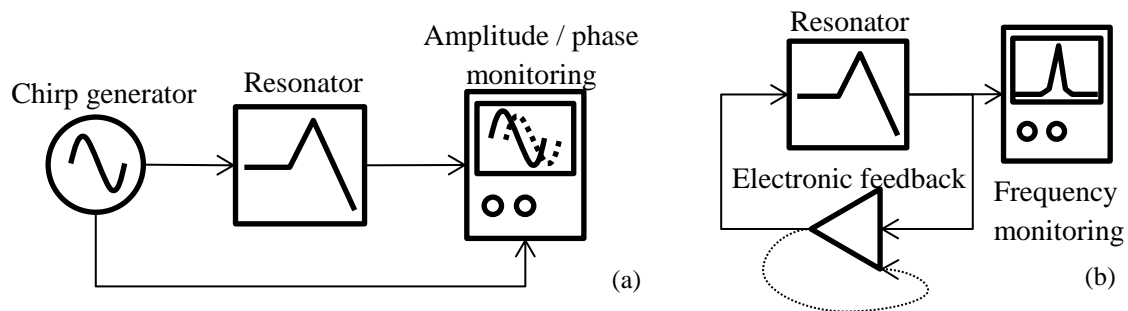 Chirp generator
Resonator
Amplitude / phase
monitoring
(a)
Resonator
Electronic feedback
Frequency
monitoring
(b)